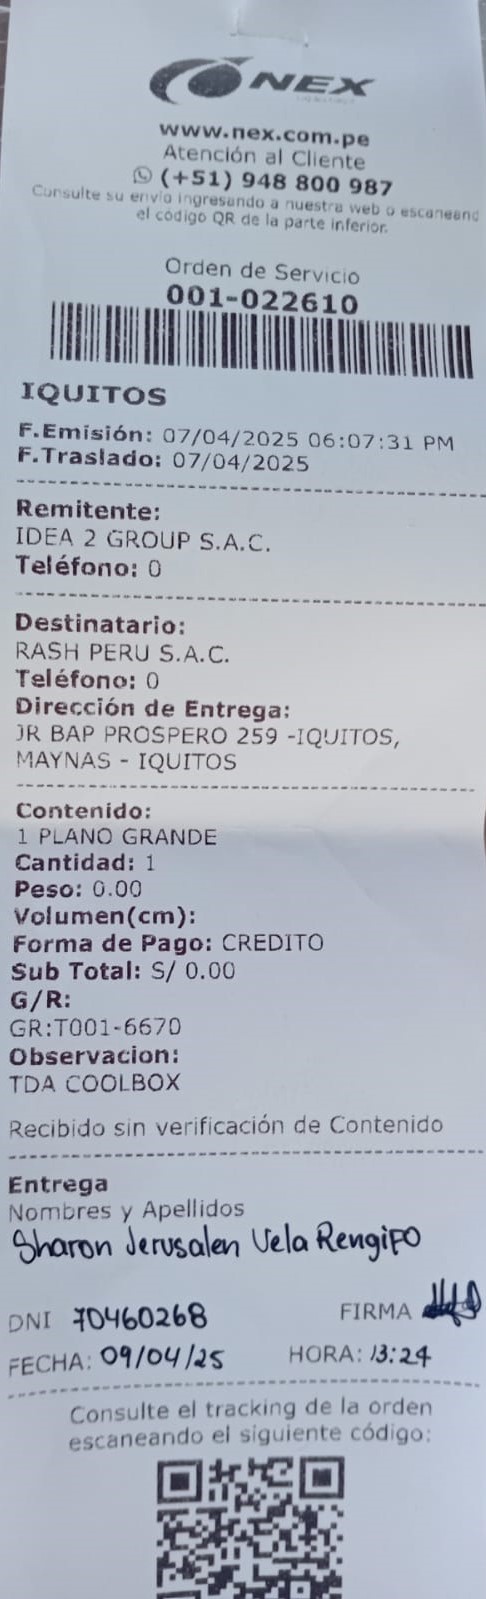 NEX
www.nex.com.pe
Atención al Cliente
(+51) 948 800 987
Consulte su envío ingresando a nuestra web o escaneand
el código QR de la parte inferior.
Orden de Servicio
001-022610
IQUITOS
F.Emisión: 07/04/2025 06:07:31 PM
F.Traslado: 07/04/2025
Remitente:
IDEA 2 GROUP S.A.C.
Teléfono: 0
Destinatario:
RASH PERU S.A.C.
Teléfono: 0
Dirección de Entrega:
JR BAP PROSPERO 259 -IQUITOS,
MAYNAS - IQUITOS
Contenido:
1 PLANO GRANDE
Cantidad: 1
Peso: 0.00
Volumen(cm):
Forma de Pago: CREDITO
Sub Total: S/ 0.00
G/R:
GR:T001-6670
Observacion:
TDA COOLBOX
Recibido sin verificación de Contenido
Entrega
Nombres y Apellidos
Sharon Jerusalen Vela Rengifo
DNI 70460268 FIRMA
FECHA: 09/04/25 HORA: 13:24
Consulte el tracking de la orden
escaneando el siguiente código: